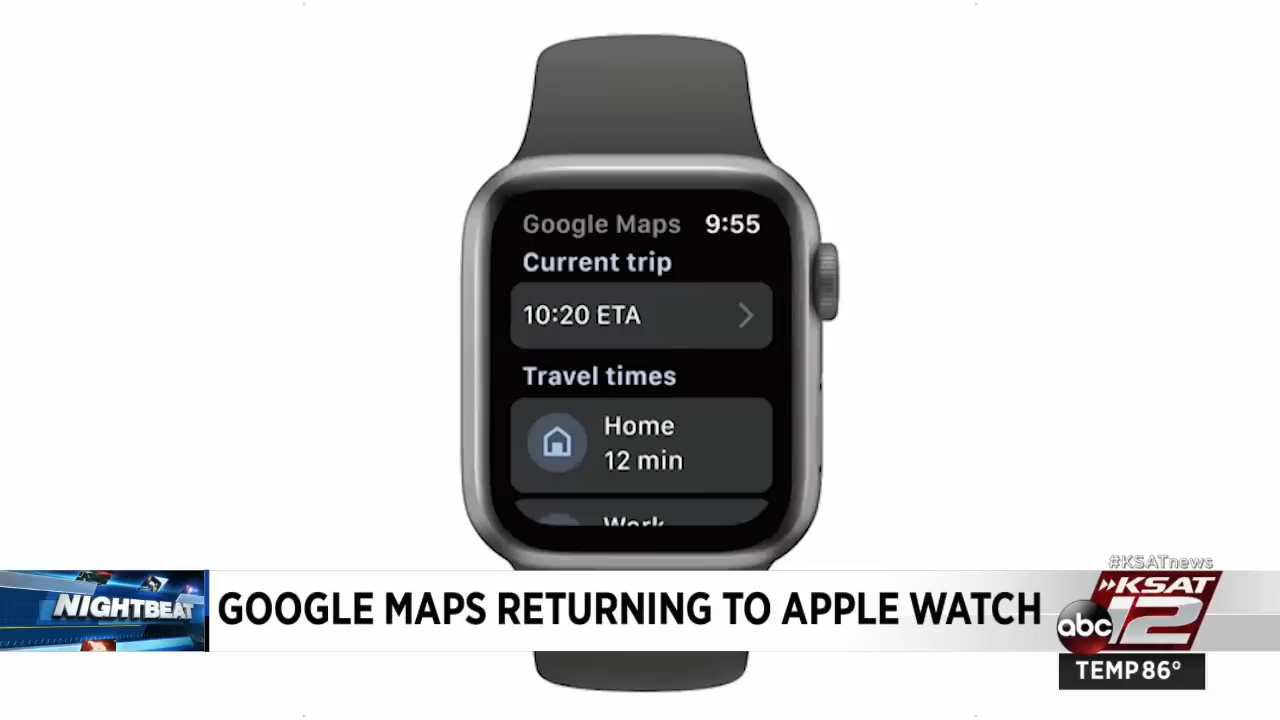 Google Maps 9:55
Current trip
10:20 ETA
Travel times
Home
12 min
Work
#KSATnews
NIGHTBEAT
GOOGLE MAPS RETURNING TO APPLE WATCH
KSAT
abc 12
TEMP 86°